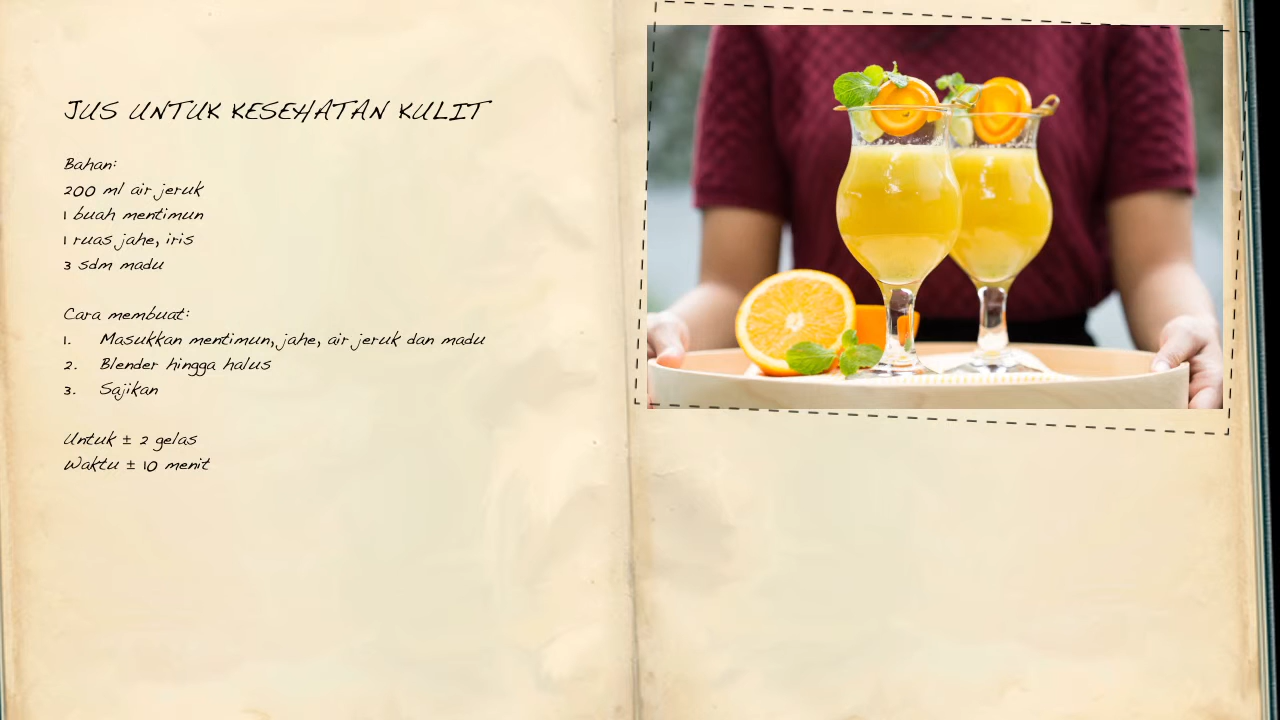 JUS UNTUK KESEHATAN KULIT
Bahan:
200 ml air jeruk
1 buah mentimun
1 ruas jahe, iris
3 sdm madu
Cara membuat:
1. Masukkan mentimun, jahe, air jeruk dan madu
2. Blender hingga halus
3. Sajikan
Untuk ± 2 gelas
Waktu ± 10 menit